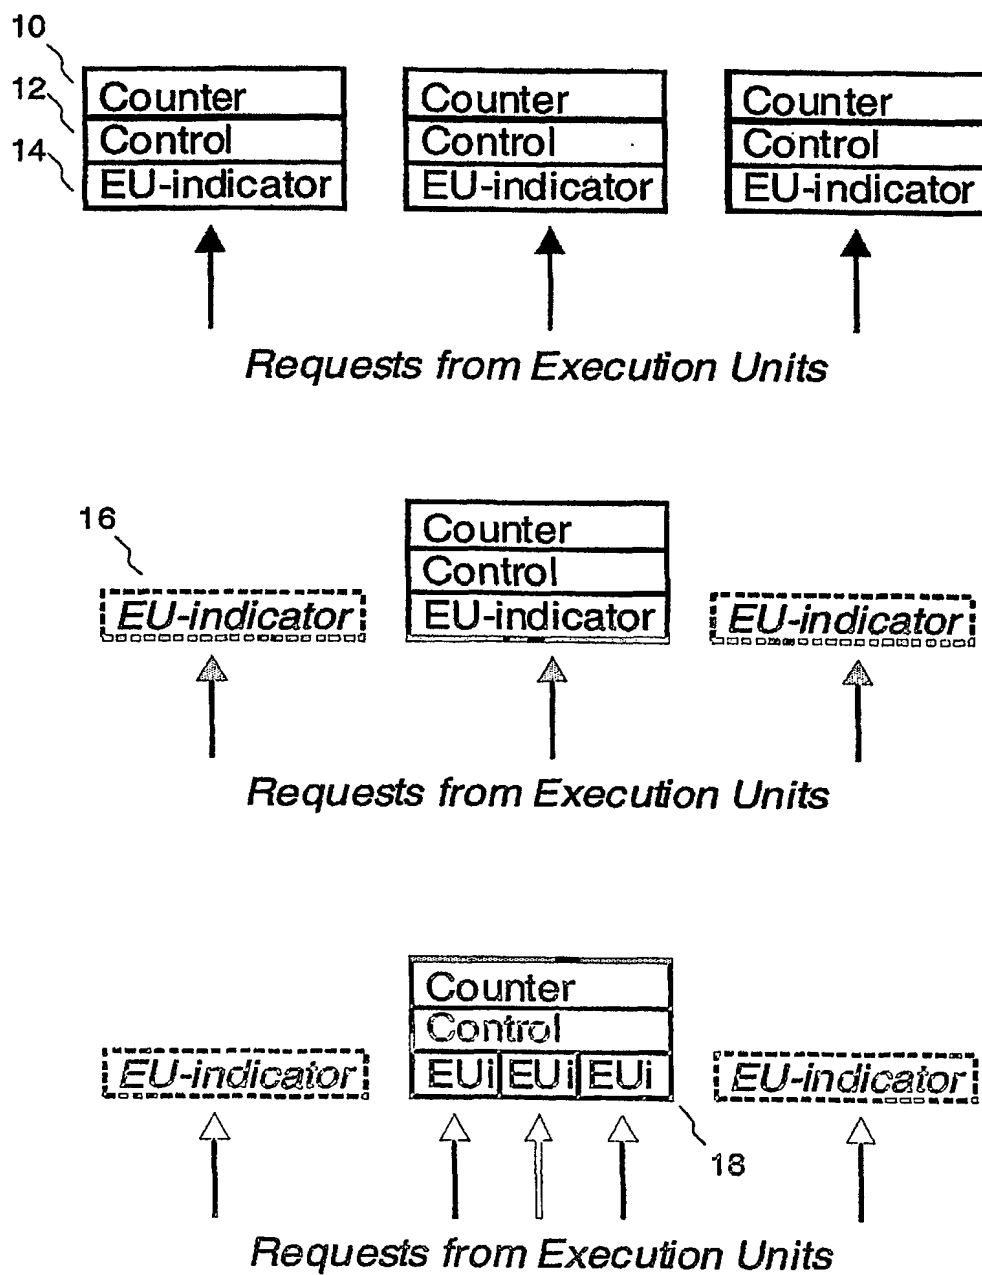 10
12
14
Counter Counter Counter
Control Control Control
EU-indicator EU-indicator EU-indicator
Requests from Execution Units
16
Counter
Control
EU-indicator EU-indicator EU-indicator
Requests from Execution Units
Counter
Control
EU-indicator EUi EUi EUi EU-indicator
18
Requests from Execution Units